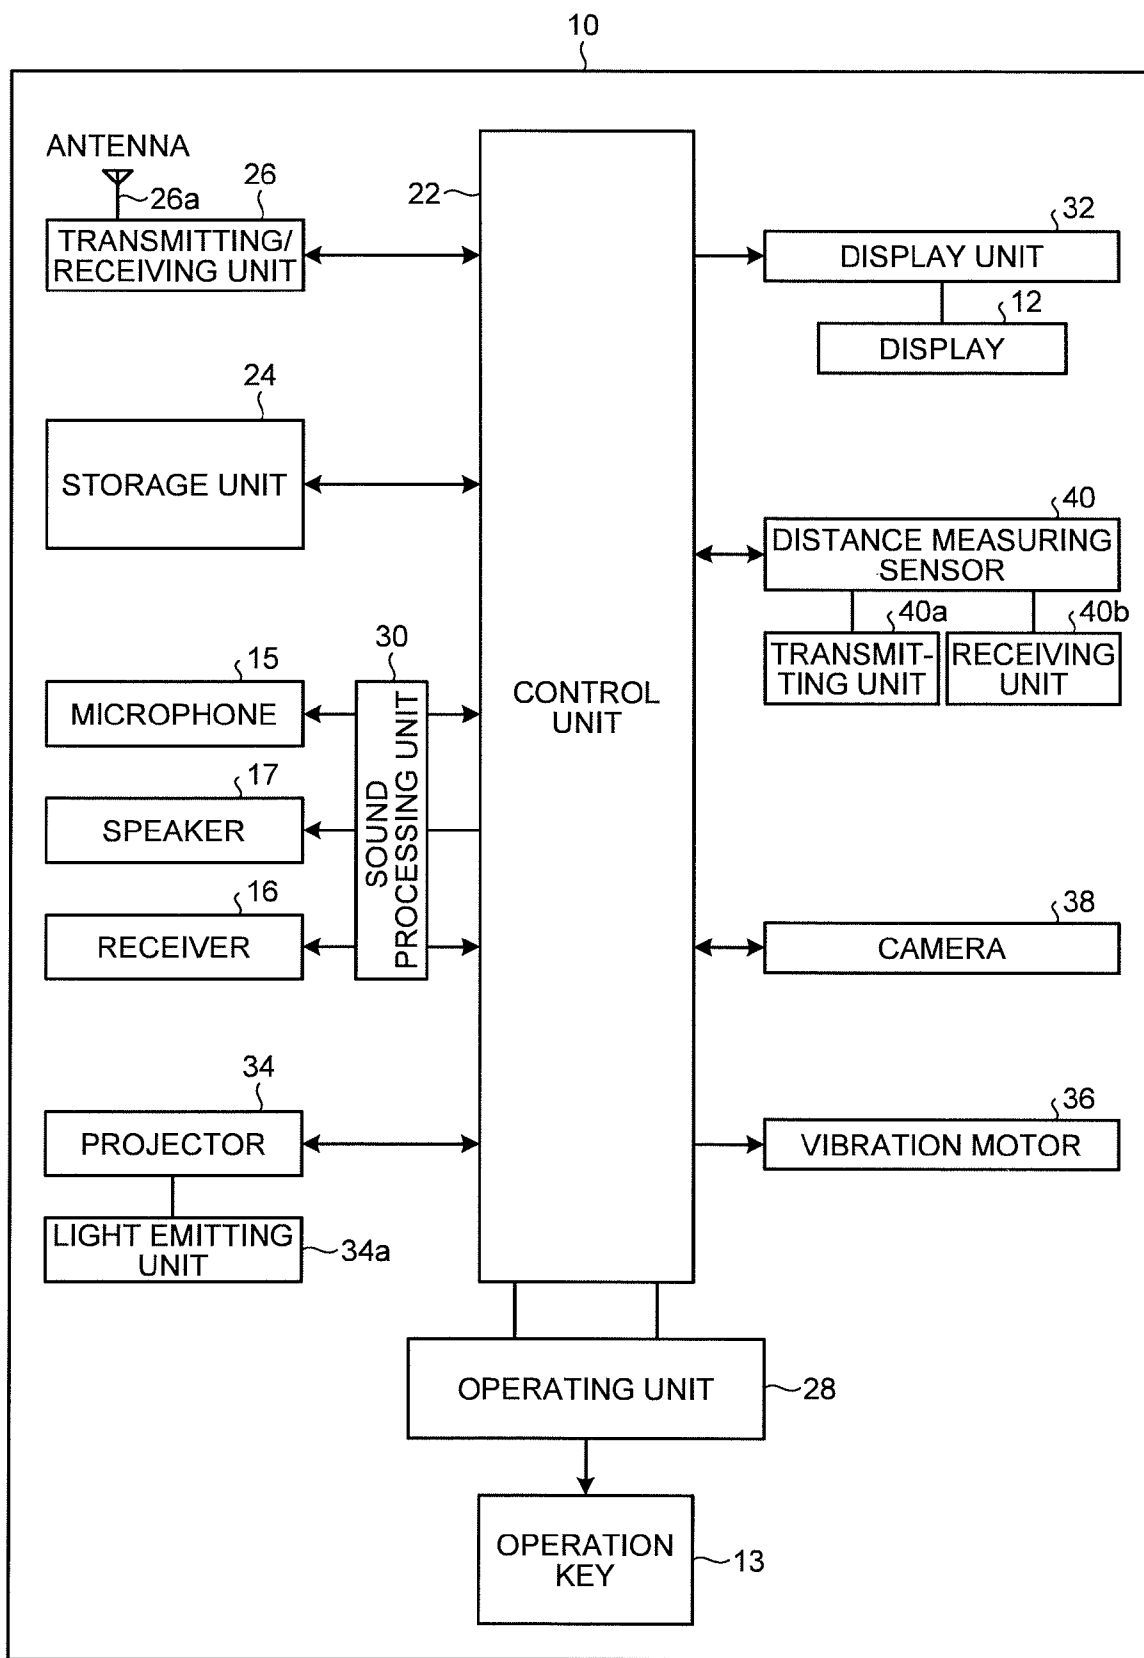 10
ANTENNA
26a
26
TRANSMITTING/
RECEIVING UNIT
24
STORAGE UNIT
15
MICROPHONE
17
SPEAKER
16
RECEIVER
30
SOUND
PROCESSING UNIT
34
PROJECTOR
LIGHT EMITTING
UNIT
34a
22
CONTROL
UNIT
32
DISPLAY UNIT
12
DISPLAY
40
DISTANCE MEASURING
SENSOR
40a
TRANSMIT-
TING UNIT
40b
RECEIVING
UNIT
38
CAMERA
36
VIBRATION MOTOR
OPERATING UNIT
28
OPERATION
KEY
13